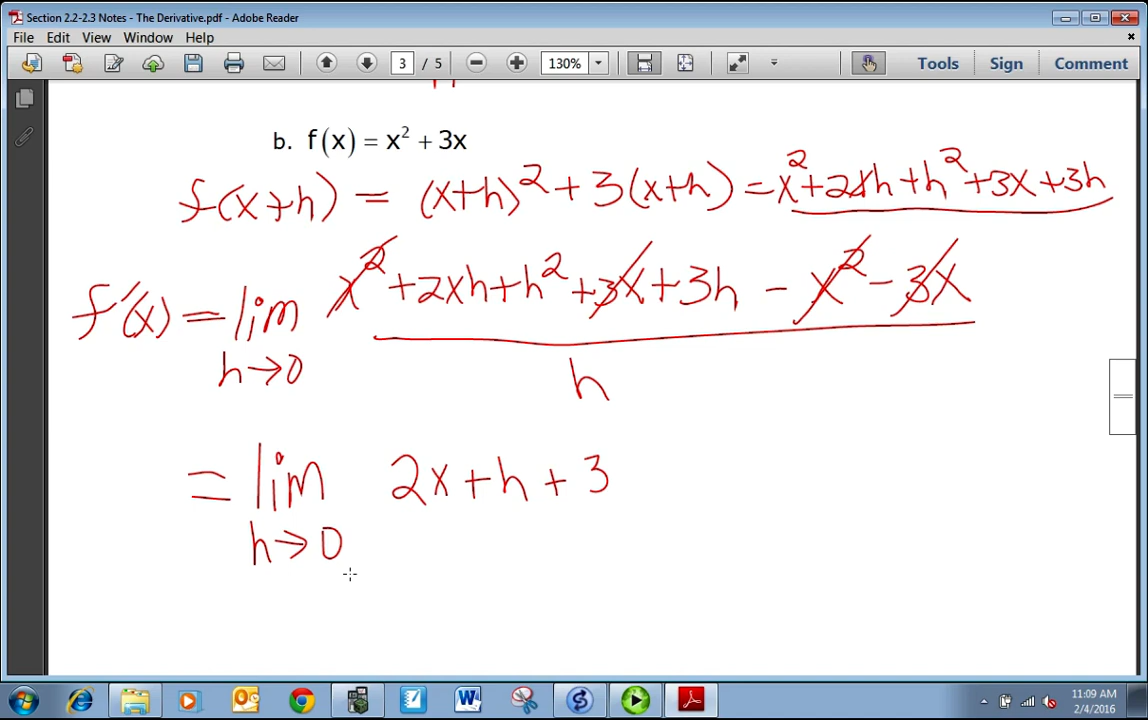 Section 2.2-2.3 Notes - The Derivative.pdf - Adobe Reader
File Edit View Window Help
3 / 5 130% Tools Sign Comment
b. f(x) = x² + 3x
f(x+h) = (x+h)² + 3(x+h) = x² + 2xh + h² + 3x + 3h
f'(x) = lim h→0 x² + 2xh + h² + 3x + 3h - x² - 3x
h
= lim h→0 2x + h + 3
11:09 AM
2/4/2016